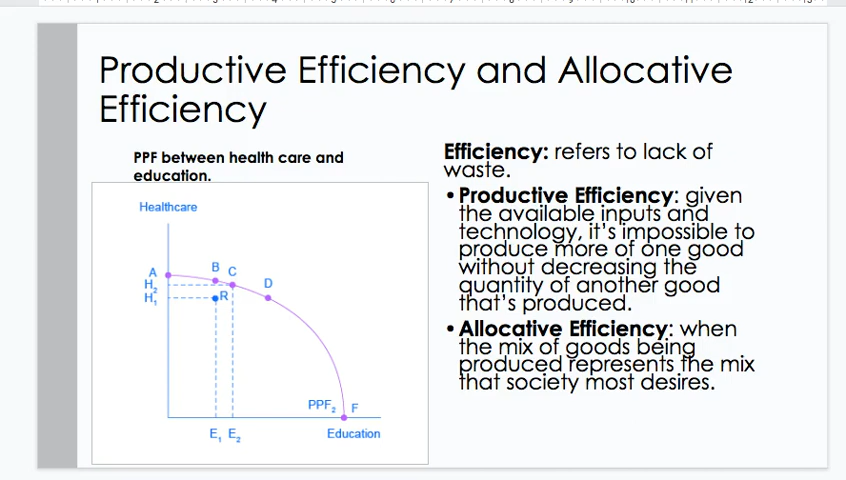 Productive Efficiency and Allocative
Efficiency
PPF between health care and
education.
Healthcare
A
B
C
D
H2
H1
R
PPF2
F
E1
E2
Education
Efficiency: refers to lack of
waste.
• Productive Efficiency: given
the available inputs and
technology, it's impossible to
produce more of one good
without decreasing the
quantity of another good
that's produced.
• Allocative Efficiency: when
the mix of goods being
produced represents the mix
that society most desires.